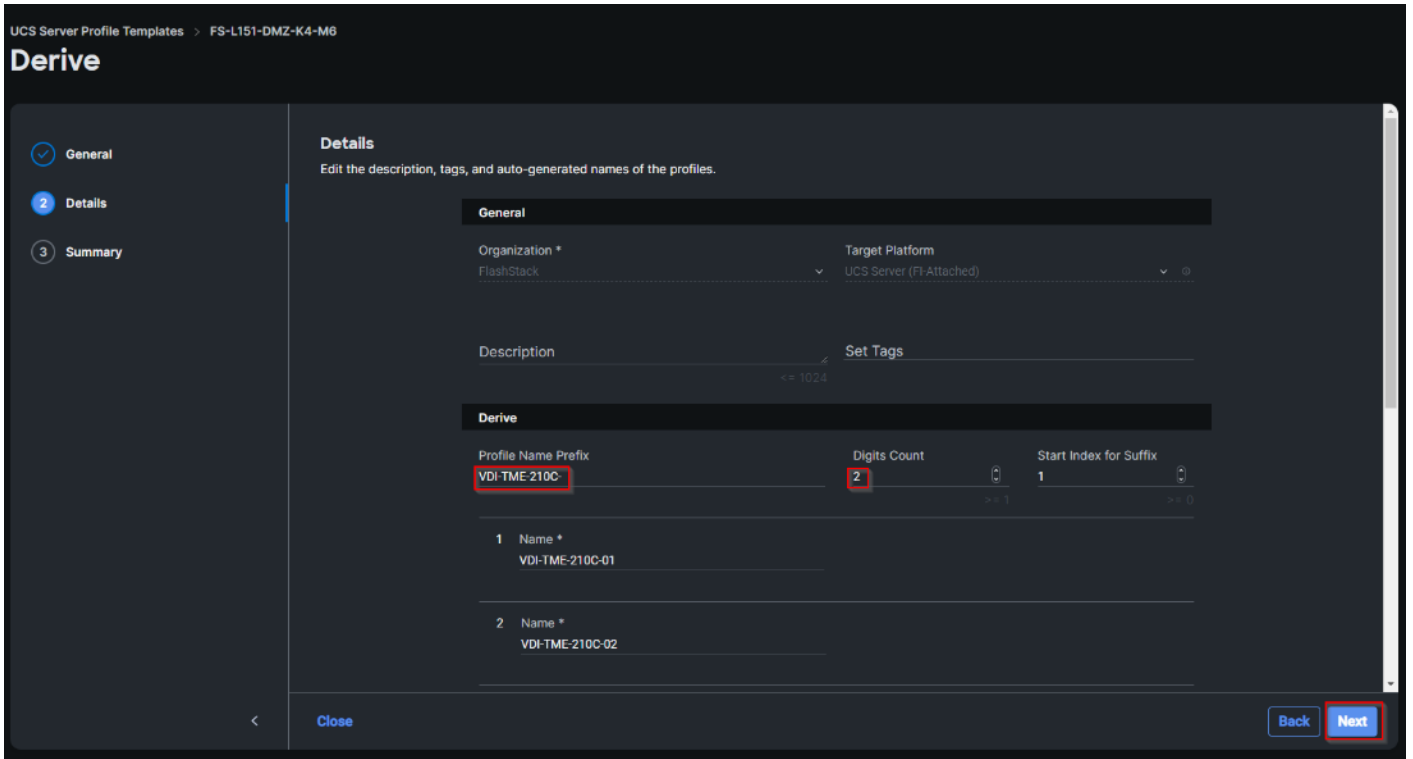 UCS Server Profile Templates > FS-L151-DMZ-K4-M6
Derive
General
2 Details
3 Summary
Details
Edit the description, tags, and auto-generated names of the profiles.
General
Organization *
FlashStack
Target Platform
UCS Server (FI-Attached)
Description
<= 1024
Set Tags
Derive
Profile Name Prefix
VDI-TME-210C-
Digits Count
2
>= 1
Start Index for Suffix
1
>= 0
1 Name *
VDI-TME-210C-01
2 Name *
VDI-TME-210C-02
< Close
Back
Next